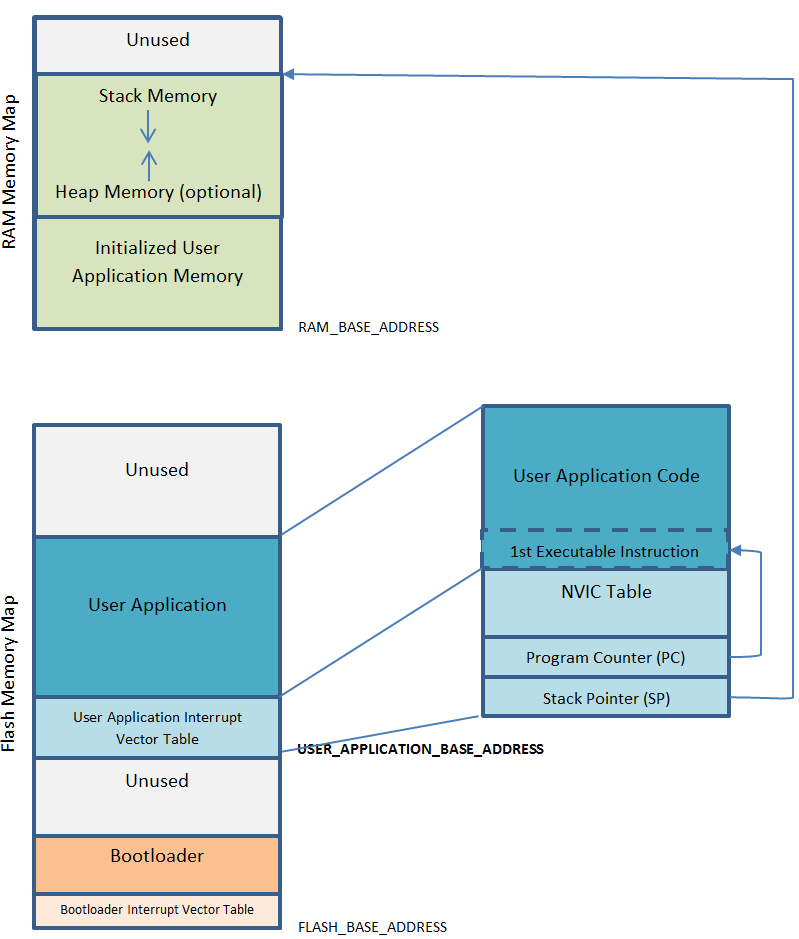 RAM Memory Map
Unused
Stack Memory
Heap Memory (optional)
Initialized User
Application Memory
RAM_BASE_ADDRESS
Flash Memory Map
Unused
User Application
User Application Interrupt
Vector Table
USER_APPLICATION_BASE_ADDRESS
Unused
Bootloader
Bootloader Interrupt Vector Table
FLASH_BASE_ADDRESS
User Application Code
1st Executable Instruction
NVIC Table
Program Counter (PC)
Stack Pointer (SP)